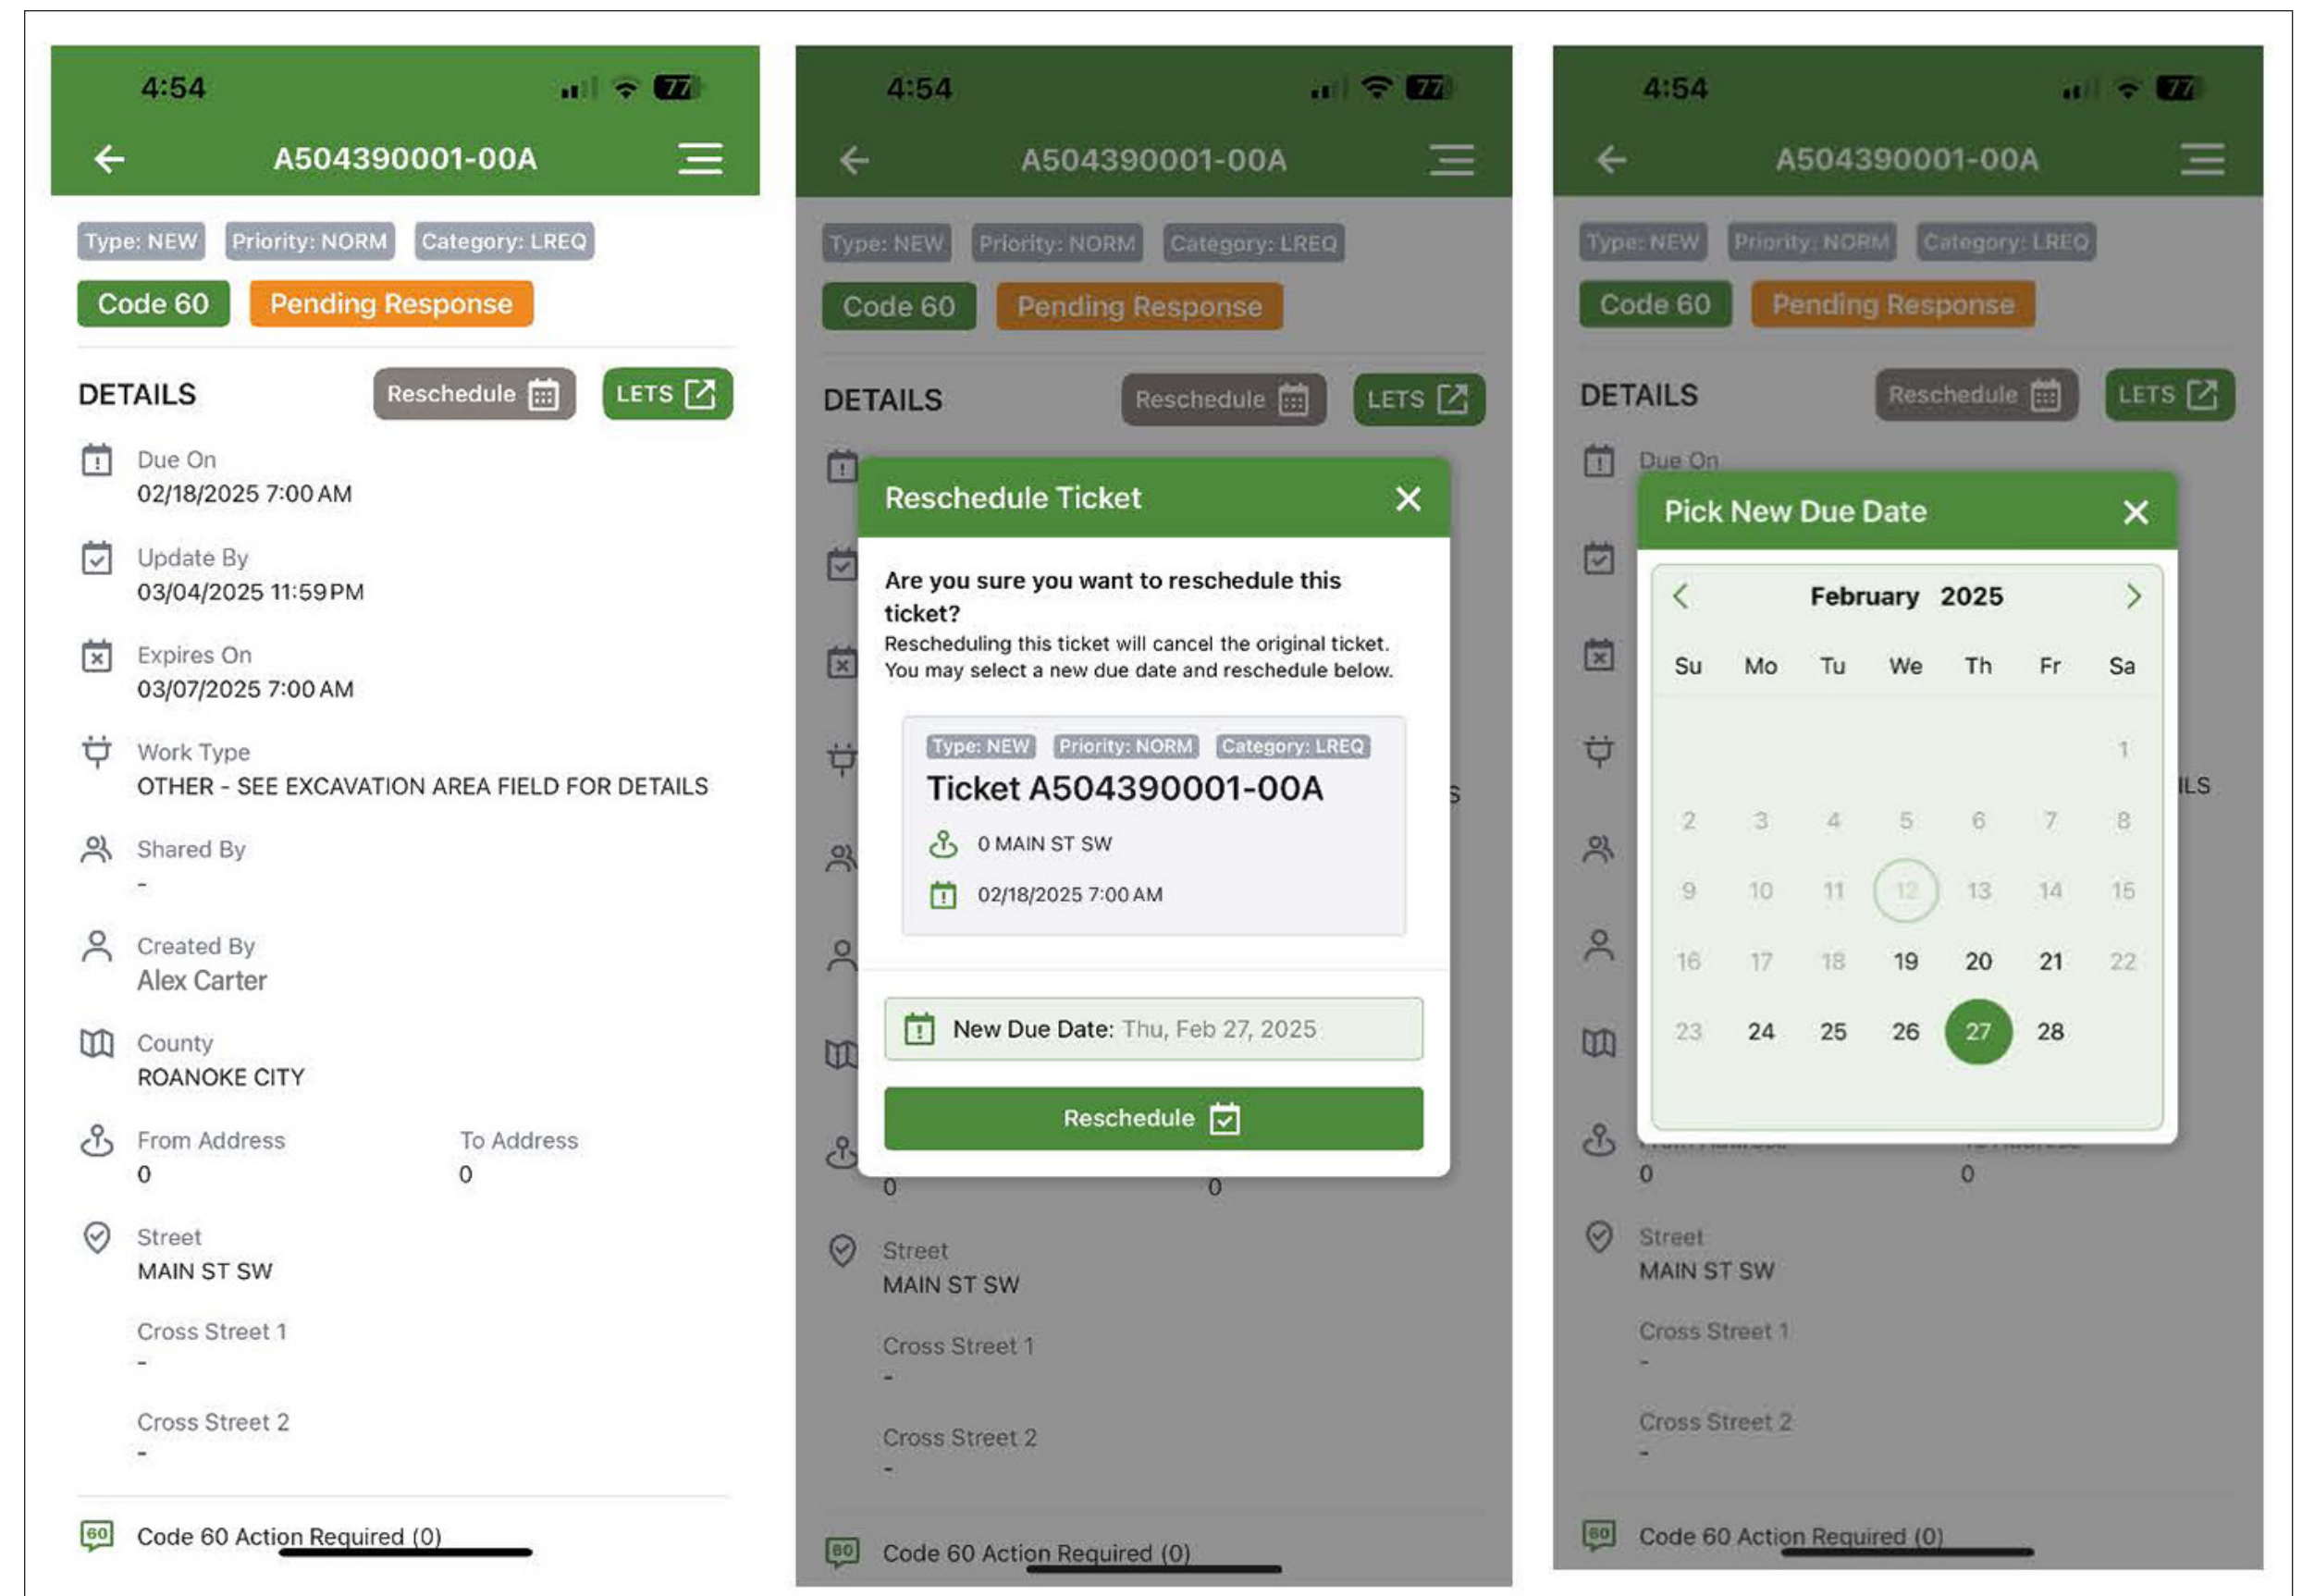 4:54
77
A504390001-00A
Type: NEW Priority: NORM Category: LREQ
Code 60 Pending Response
DETAILS Reschedule LETS
Due On
02/18/2025 7:00 AM
Update By
03/04/2025 11:59 PM
Expires On
03/07/2025 7:00 AM
Work Type
OTHER - SEE EXCAVATION AREA FIELD FOR DETAILS
Shared By
-
Created By
Alex Carter
County
ROANOKE CITY
From Address To Address
0 0
Street
MAIN ST SW
Cross Street 1
-
Cross Street 2
-
60 Code 60 Action Required (0)
4:54
77
A504390001-00A
Type: NEW Priority: NORM Category: LREQ
Code 60 Pending Response
DETAILS Reschedule LETS
Reschedule Ticket
Are you sure you want to reschedule this
ticket?
Rescheduling this ticket will cancel the original ticket.
You may select a new due date and reschedule below.
Type: NEW Priority: NORM Category: LREQ
Ticket A504390001-00A
0 MAIN ST SW
02/18/2025 7:00 AM
New Due Date: Thu, Feb 27, 2025
Reschedule
0 0
Street
MAIN ST SW
Cross Street 1
-
Cross Street 2
-
60 Code 60 Action Required (0)
4:54
77
A504390001-00A
Type: NEW Priority: NORM Category: LREQ
Code 60 Pending Response
DETAILS Reschedule LETS
Due On
Pick New Due Date
February 2025
Su Mo Tu We Th Fr Sa
1
ILS
2 3 4 5 6 7 8
9 10 11 12 13 14 15
16 17 18 19 20 21 22
23 24 25 26 27 28
0 0
Street
MAIN ST SW
Cross Street 1
-
Cross Street 2
-
60 Code 60 Action Required (0)